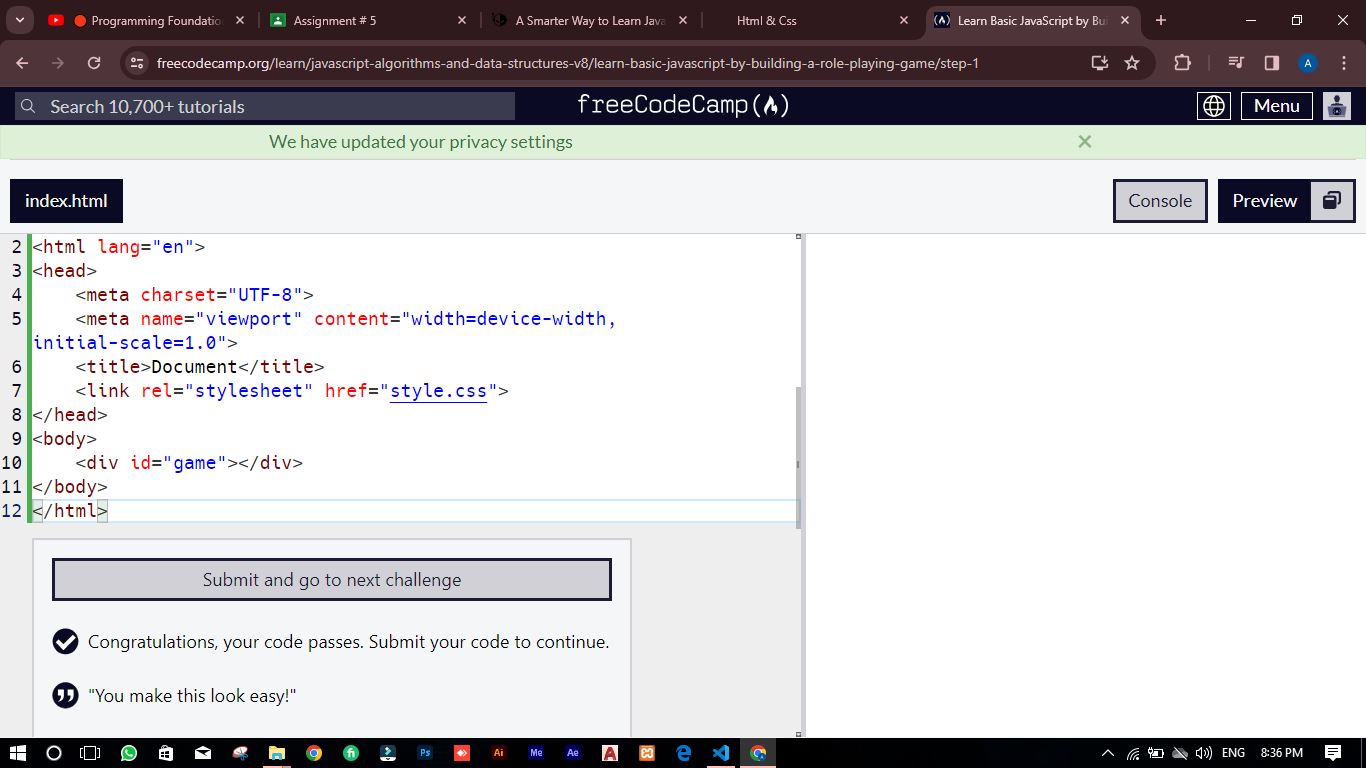 Programming Foundatio
Assignment # 5
A Smarter Way to Learn Java
Html & Css
Learn Basic JavaScript by Bui
freecodecamp.org/learn/javascript-algorithms-and-data-structures-v8/learn-basic-javascript-by-building-a-role-playing-game/step-1
A
Search 10,700+ tutorials
freeCodeCamp
Menu
We have updated your privacy settings
index.html
Console
Preview
2 <html lang="en">
3 <head>
4 <meta charset="UTF-8">
5 <meta name="viewport" content="width=device-width,
initial-scale=1.0">
6 <title>Document</title>
7 <link rel="stylesheet" href="style.css">
8 </head>
9 <body>
10 <div id="game"></div>
11 </body>
12 </html>
Submit and go to next challenge
Congratulations, your code passes. Submit your code to continue.
"You make this look easy!"
Ps
Ai
Me
Ae
ENG
8:36 PM